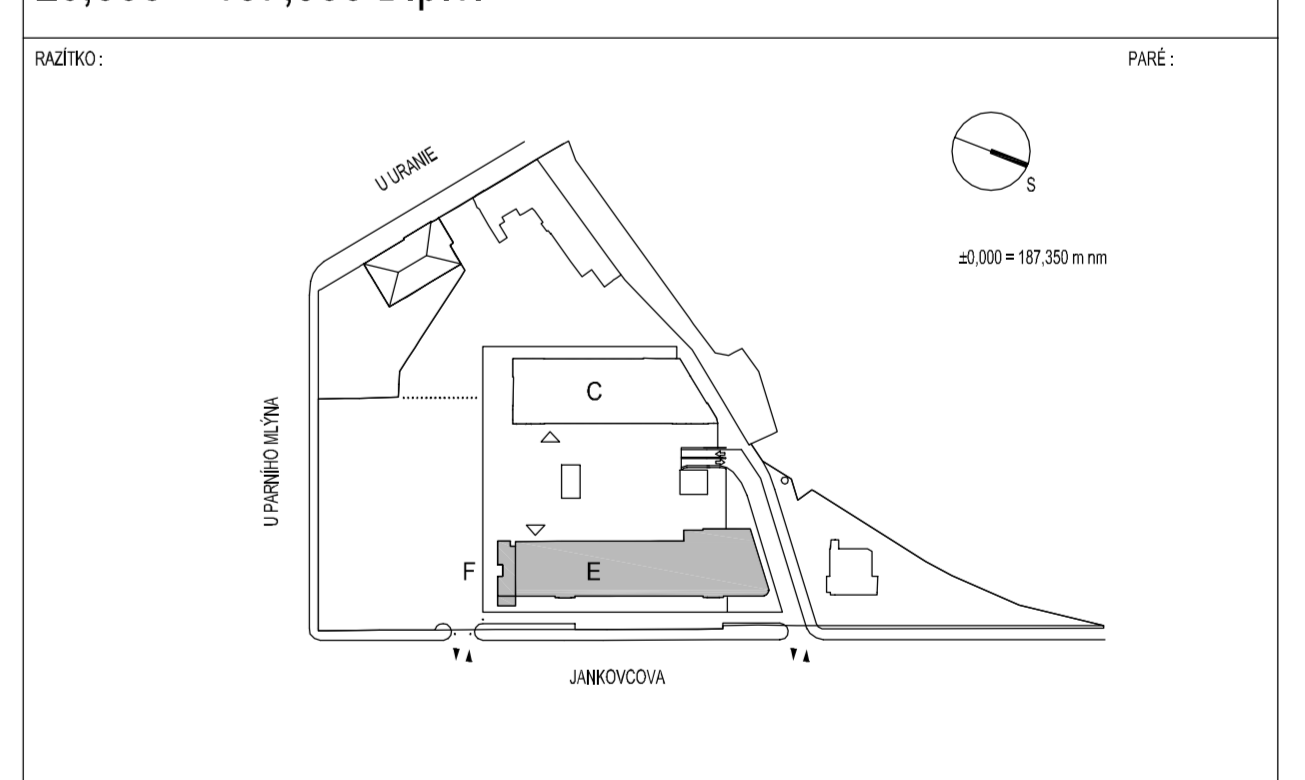 RAZÍTKO :
PARÉ :
U URANIE
S
±0,000 = 187,350 m nm
C
U PARNÍHO MLÝNA
F
E
JANKOVCOVA